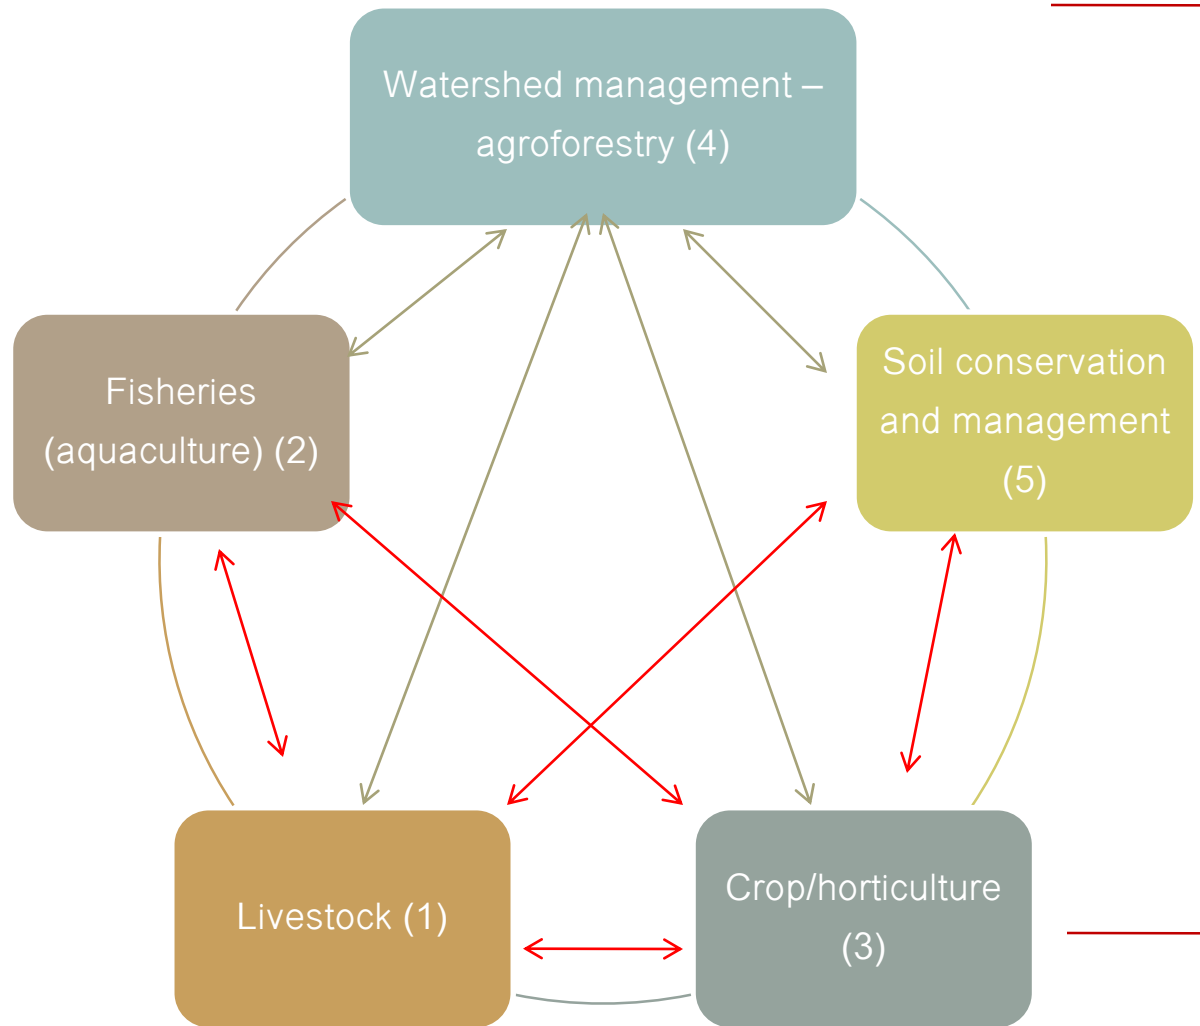 Watershed management –
agroforestry (4)
Fisheries
(aquaculture) (2)
Soil conservation
and management
(5)
Livestock (1)
Crop/horticulture
(3)